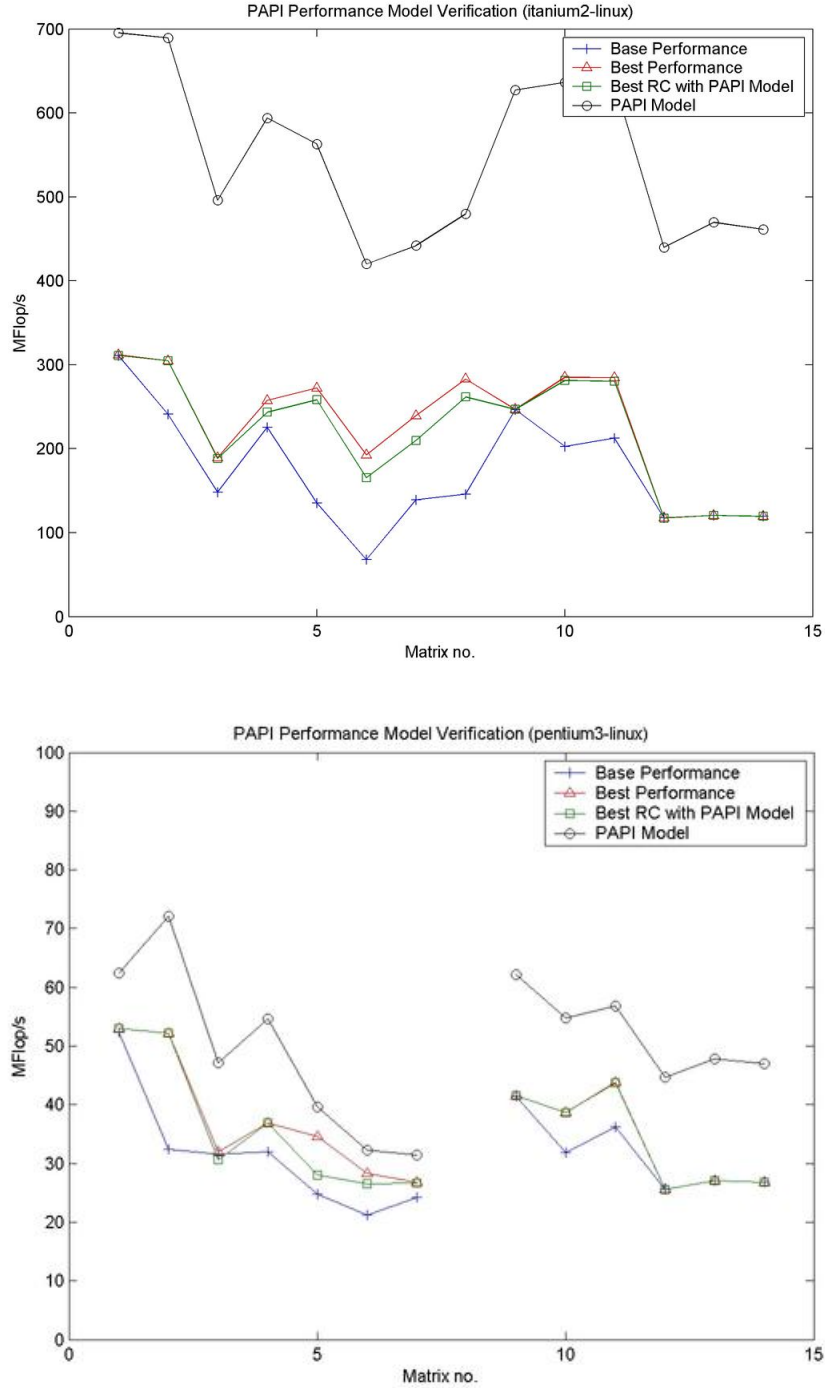 PAPI Performance Model Verification (itanium2-linux)
700
600
500
400
300
200
100
0
MFlop/s
Base Performance
Best Performance
Best RC with PAPI Model
PAPI Model
0
5
10
15
Matrix no.
PAPI Performance Model Verification (pentium3-linux)
100
90
80
70
60
50
40
30
20
10
0
MFlop/s
Base Performance
Best Performance
Best RC with PAPI Model
PAPI Model
0
5
10
15
Matrix no.